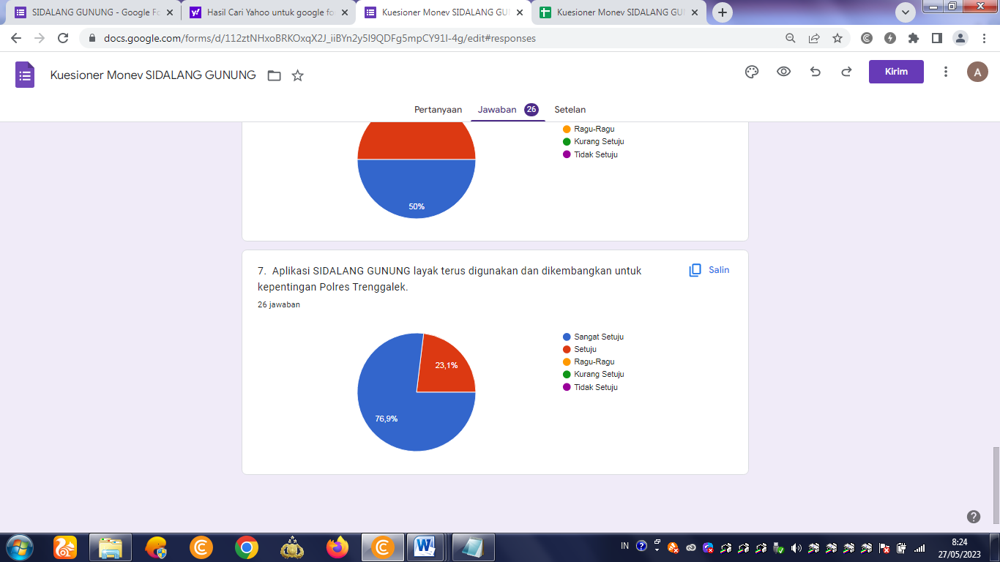 SIDALANG GUNUNG - Google Fo
Hasil Cari Yahoo untuk google fo
Kuesioner Monev SIDALANG GU
Kuesioner Monev SIDALANG GU
docs.google.com/forms/d/112ztNHxoBRKOxqX2J_iiBYn2y5l9QDFg5mpCY91I-4g/edit#responses
Kuesioner Monev SIDALANG GUNUNG
Kirim
A
Pertanyaan
Jawaban 26
Setelan
Ragu-Ragu
Kurang Setuju
Tidak Setuju
50%
7. Aplikasi SIDALANG GUNUNG layak terus digunakan dan dikembangkan untuk
kepentingan Polres Trenggalek.
Salin
26 jawaban
Sangat Setuju
Setuju
Ragu-Ragu
Kurang Setuju
Tidak Setuju
23,1%
76,9%
IN
8:24
27/05/2023